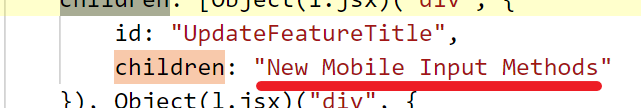 children: [Object(l.jsx)("div", {
id: "UpdateFeatureTitle",
children: "New Mobile Input Methods"
}), Object(l.jsx)("div", {